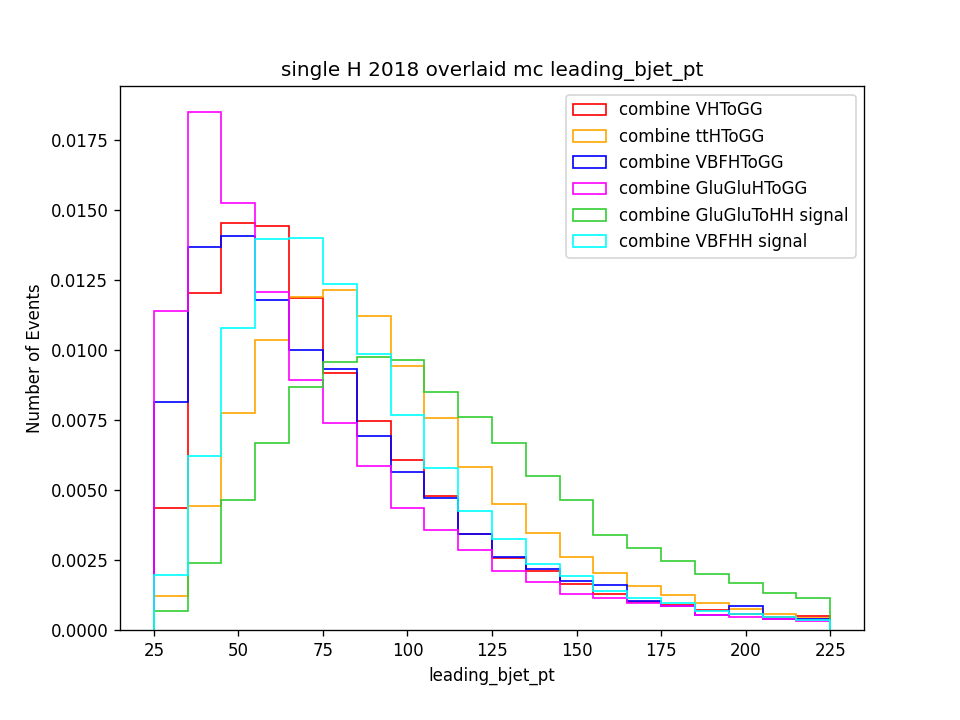 single H 2018 overlaid mc leading_bjet_pt
combine VHToGG
combine ttHToGG
combine VBFHToGG
combine GluGluHToGG
combine GluGluToHH signal
combine VBFHH signal
Number of Events
0.0175
0.0150
0.0125
0.0100
0.0075
0.0050
0.0025
0.0000
25 50 75 100 125 150 175 200 225
leading_bjet_pt